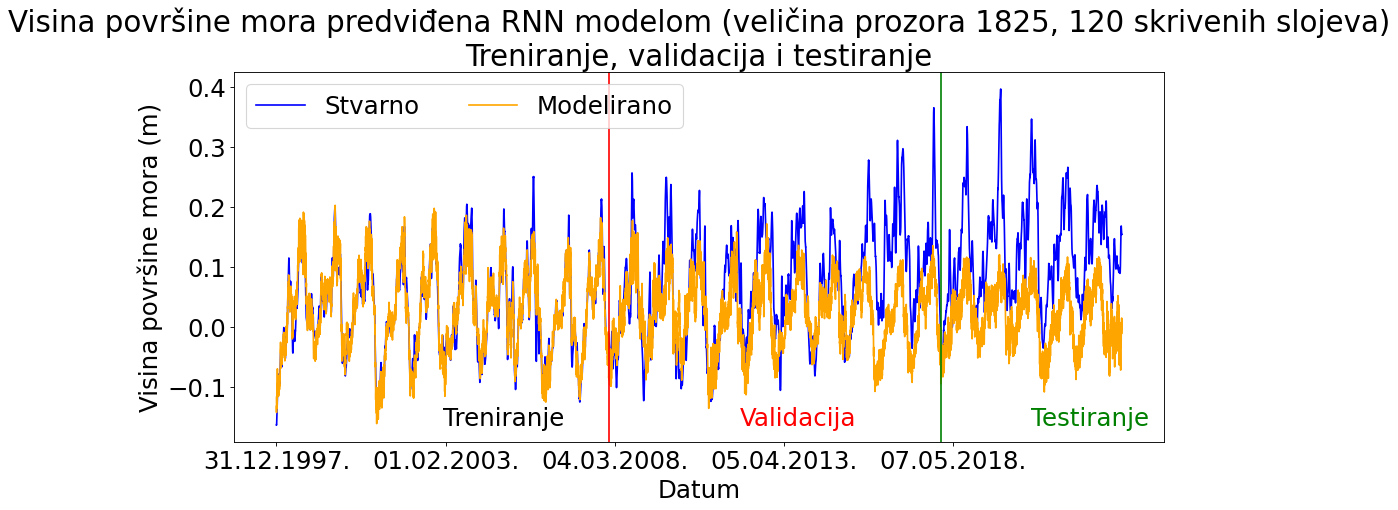 Visina površine mora predviđena RNN modelom (veličina prozora 1825, 120 skrivenih slojeva)
Treniranje, validacija i testiranje
Stvarno
Modelirano
Visina površine mora (m)
0.4
0.3
0.2
0.1
0.0
−0.1
Treniranje
Validacija
Testiranje
31.12.1997.
01.02.2003.
04.03.2008.
05.04.2013.
07.05.2018.
Datum